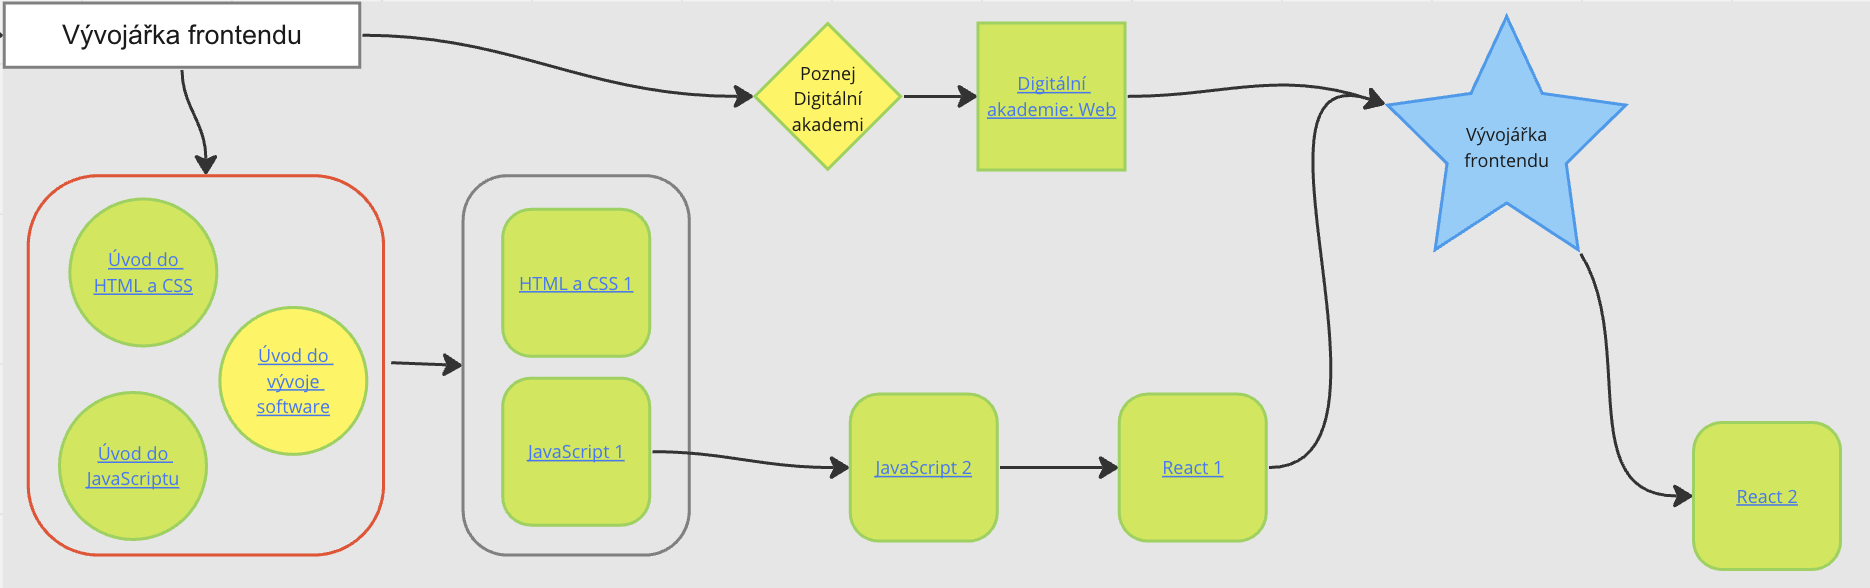 Vývojářka frontendu
Poznej
Digitální
akademi
Digitální
akademie: Web
Vývojářka
frontendu
Úvod do
HTML a CSS
Úvod do
vývoje
software
Úvod do
JavaScriptu
HTML a CSS 1
JavaScript 1
JavaScript 2
React 1
React 2